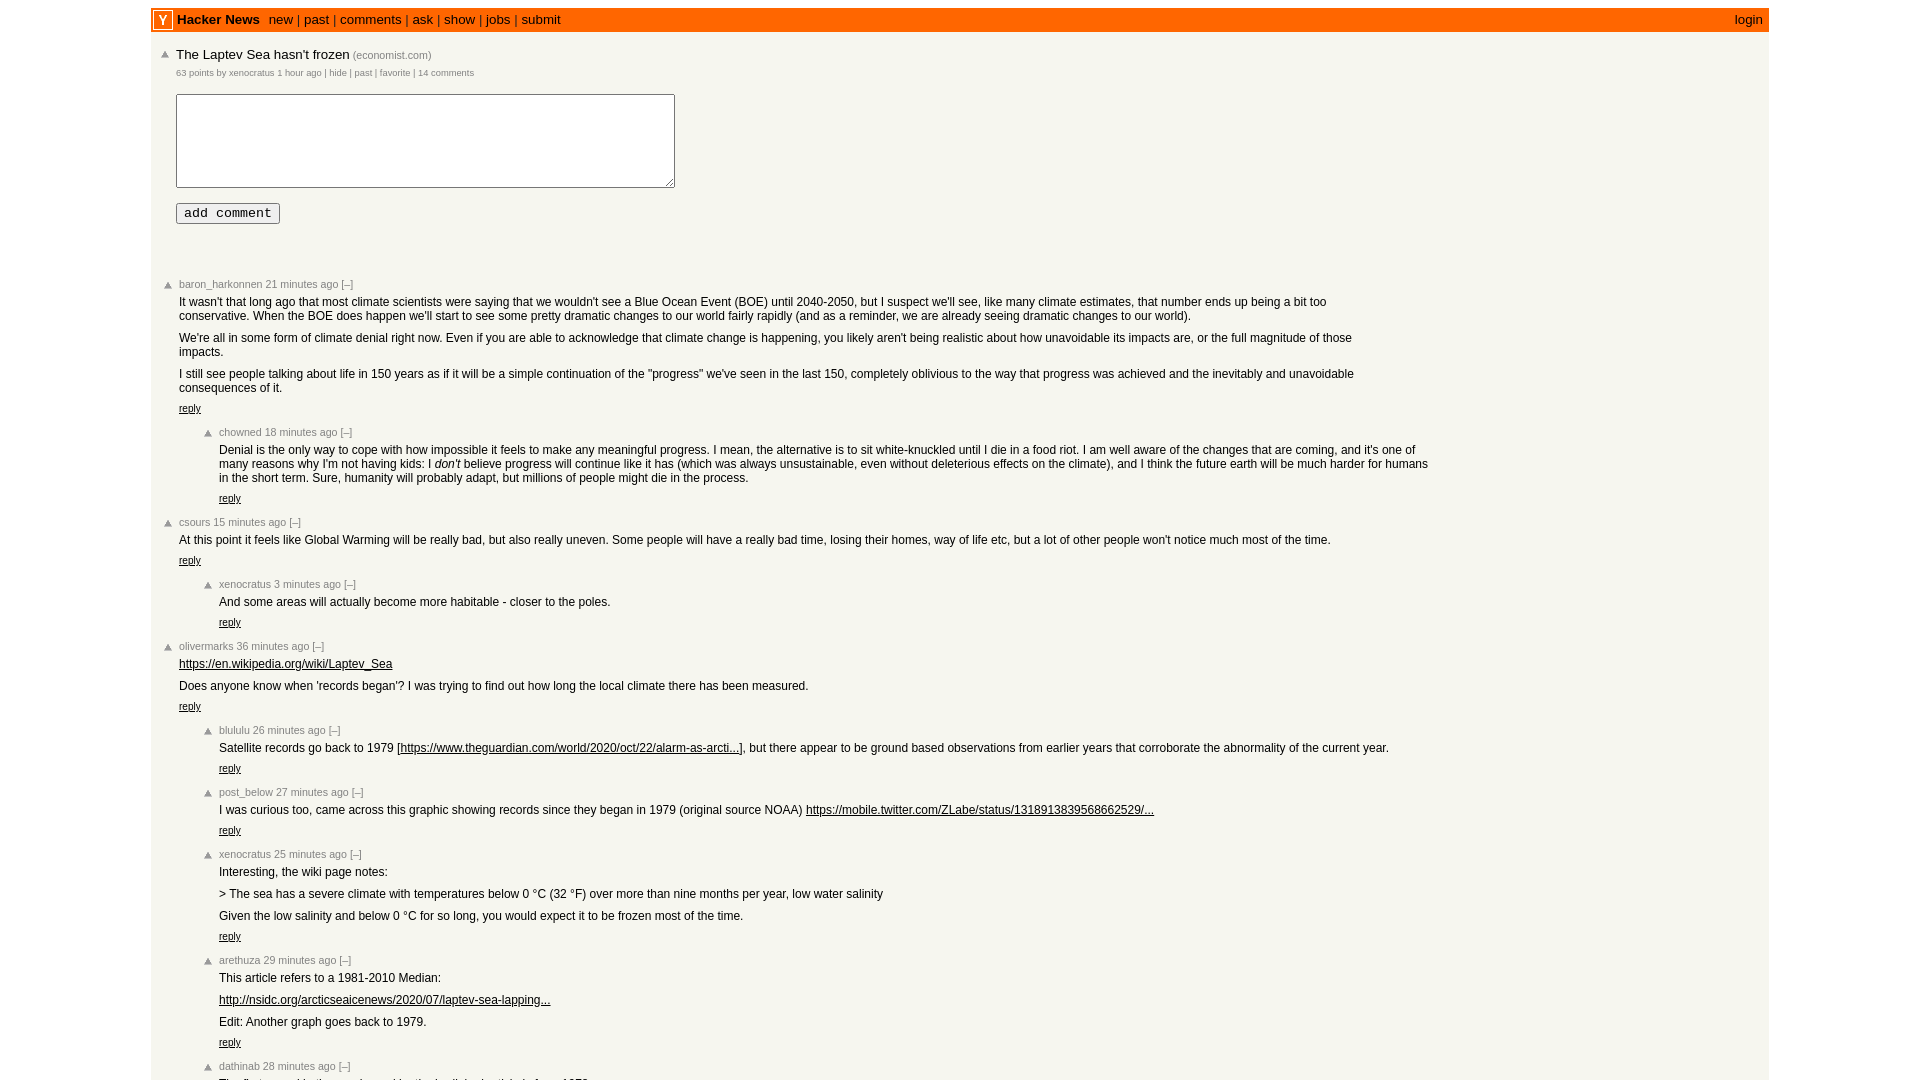 Y Hacker News new | past | comments | ask | show | jobs | submit login
The Laptev Sea hasn't frozen (economist.com)
63 points by xenocratus 1 hour ago | hide | past | favorite | 14 comments
add comment
baron_harkonnen 21 minutes ago [–]
It wasn't that long ago that most climate scientists were saying that we wouldn't see a Blue Ocean Event (BOE) until 2040-2050, but I suspect we'll see, like many climate estimates, that number ends up being a bit too
conservative. When the BOE does happen we'll start to see some pretty dramatic changes to our world fairly rapidly (and as a reminder, we are already seeing dramatic changes to our world).
We're all in some form of climate denial right now. Even if you are able to acknowledge that climate change is happening, you likely aren't being realistic about how unavoidable its impacts are, or the full magnitude of those
impacts.
I still see people talking about life in 150 years as if it will be a simple continuation of the "progress" we've seen in the last 150, completely oblivious to the way that progress was achieved and the inevitably and unavoidable
consequences of it.
reply
chowned 18 minutes ago [–]
Denial is the only way to cope with how impossible it feels to make any meaningful progress. I mean, the alternative is to sit white-knuckled until I die in a food riot. I am well aware of the changes that are coming, and it's one of
many reasons why I'm not having kids: I don't believe progress will continue like it has (which was always unsustainable, even without deleterious effects on the climate), and I think the future earth will be much harder for humans
in the short term. Sure, humanity will probably adapt, but millions of people might die in the process.
reply
csours 15 minutes ago [–]
At this point it feels like Global Warming will be really bad, but also really uneven. Some people will have a really bad time, losing their homes, way of life etc, but a lot of other people won't notice much most of the time.
reply
xenocratus 3 minutes ago [–]
And some areas will actually become more habitable - closer to the poles.
reply
olivermarks 36 minutes ago [–]
https://en.wikipedia.org/wiki/Laptev_Sea
Does anyone know when 'records began'? I was trying to find out how long the local climate there has been measured.
reply
blululu 26 minutes ago [–]
Satellite records go back to 1979 [https://www.theguardian.com/world/2020/oct/22/alarm-as-arcti...], but there appear to be ground based observations from earlier years that corroborate the abnormality of the current year.
reply
post_below 27 minutes ago [–]
I was curious too, came across this graphic showing records since they began in 1979 (original source NOAA) https://mobile.twitter.com/ZLabe/status/1318913839568662529/...
reply
xenocratus 25 minutes ago [–]
Interesting, the wiki page notes:
> The sea has a severe climate with temperatures below 0 °C (32 °F) over more than nine months per year, low water salinity
Given the low salinity and below 0 °C for so long, you would expect it to be frozen most of the time.
reply
arethuza 29 minutes ago [–]
This article refers to a 1981-2010 Median:
http://nsidc.org/arcticseaicenews/2020/07/laptev-sea-lapping...
Edit: Another graph goes back to 1979.
reply
dathinab 28 minutes ago [–]